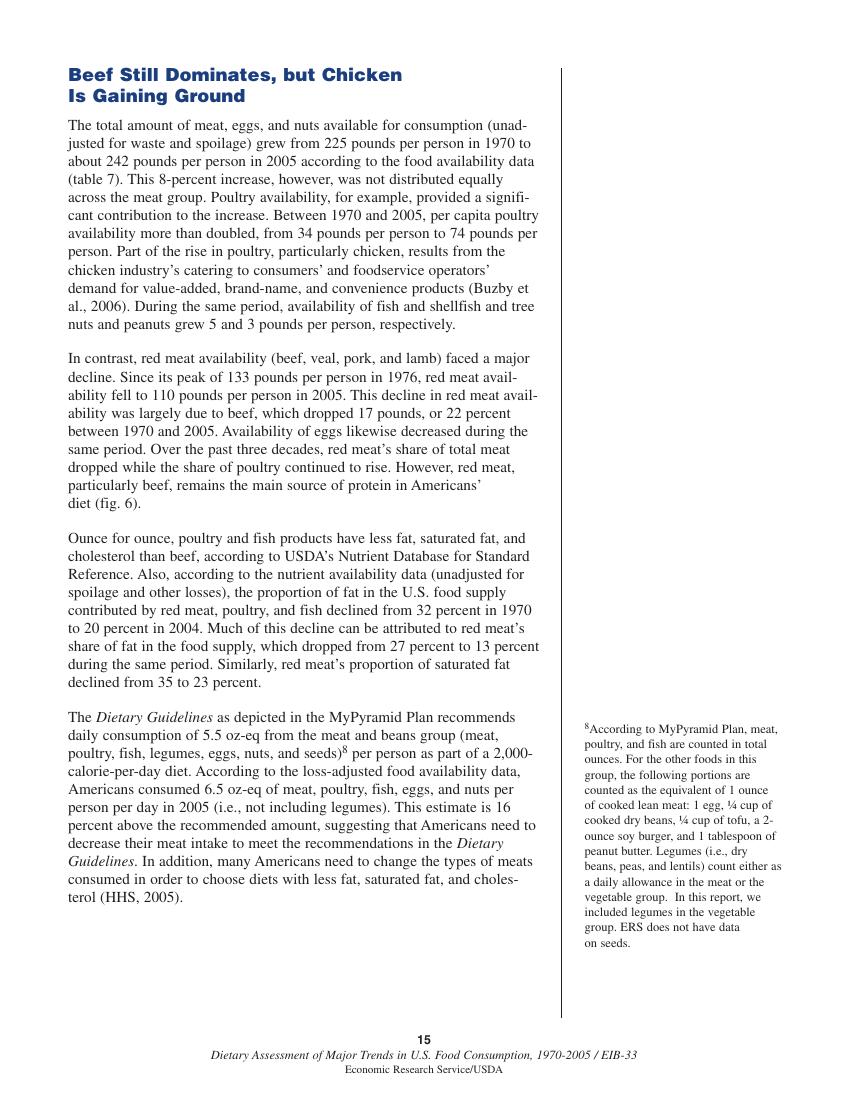 Beef Still Dominates, but Chicken
Is Gaining Ground
The total amount of meat, eggs, and nuts available for consumption (unad-
justed for waste and spoilage) grew from 225 pounds per person in 1970 to
about 242 pounds per person in 2005 according to the food availability data
(table 7). This 8-percent increase, however, was not distributed equally
across the meat group. Poultry availability, for example, provided a signifi-
cant contribution to the increase. Between 1970 and 2005, per capita poultry
availability more than doubled, from 34 pounds per person to 74 pounds per
person. Part of the rise in poultry, particularly chicken, results from the
chicken industry’s catering to consumers’ and foodservice operators’
demand for value-added, brand-name, and convenience products (Buzby et
al., 2006). During the same period, availability of fish and shellfish and tree
nuts and peanuts grew 5 and 3 pounds per person, respectively.
In contrast, red meat availability (beef, veal, pork, and lamb) faced a major
decline. Since its peak of 133 pounds per person in 1976, red meat avail-
ability fell to 110 pounds per person in 2005. This decline in red meat avail-
ability was largely due to beef, which dropped 17 pounds, or 22 percent
between 1970 and 2005. Availability of eggs likewise decreased during the
same period. Over the past three decades, red meat’s share of total meat
dropped while the share of poultry continued to rise. However, red meat,
particularly beef, remains the main source of protein in Americans’
diet (fig. 6).
Ounce for ounce, poultry and fish products have less fat, saturated fat, and
cholesterol than beef, according to USDA’s Nutrient Database for Standard
Reference. Also, according to the nutrient availability data (unadjusted for
spoilage and other losses), the proportion of fat in the U.S. food supply
contributed by red meat, poultry, and fish declined from 32 percent in 1970
to 20 percent in 2004. Much of this decline can be attributed to red meat’s
share of fat in the food supply, which dropped from 27 percent to 13 percent
during the same period. Similarly, red meat’s proportion of saturated fat
declined from 35 to 23 percent.
The Dietary Guidelines as depicted in the MyPyramid Plan recommends
daily consumption of 5.5 oz-eq from the meat and beans group (meat,
poultry, fish, legumes, eggs, nuts, and seeds)8 per person as part of a 2,000-
calorie-per-day diet. According to the loss-adjusted food availability data,
Americans consumed 6.5 oz-eq of meat, poultry, fish, eggs, and nuts per
person per day in 2005 (i.e., not including legumes). This estimate is 16
percent above the recommended amount, suggesting that Americans need to
decrease their meat intake to meet the recommendations in the Dietary
Guidelines. In addition, many Americans need to change the types of meats
consumed in order to choose diets with less fat, saturated fat, and choles-
terol (HHS, 2005).
8According to MyPyramid Plan, meat,
poultry, and fish are counted in total
ounces. For the other foods in this
group, the following portions are
counted as the equivalent of 1 ounce
of cooked lean meat: 1 egg, ¼ cup of
cooked dry beans, ¼ cup of tofu, a 2-
ounce soy burger, and 1 tablespoon of
peanut butter. Legumes (i.e., dry
beans, peas, and lentils) count either as
a daily allowance in the meat or the
vegetable group. In this report, we
included legumes in the vegetable
group. ERS does not have data
on seeds.
15
Dietary Assessment of Major Trends in U.S. Food Consumption, 1970-2005 / EIB-33
Economic Research Service/USDA